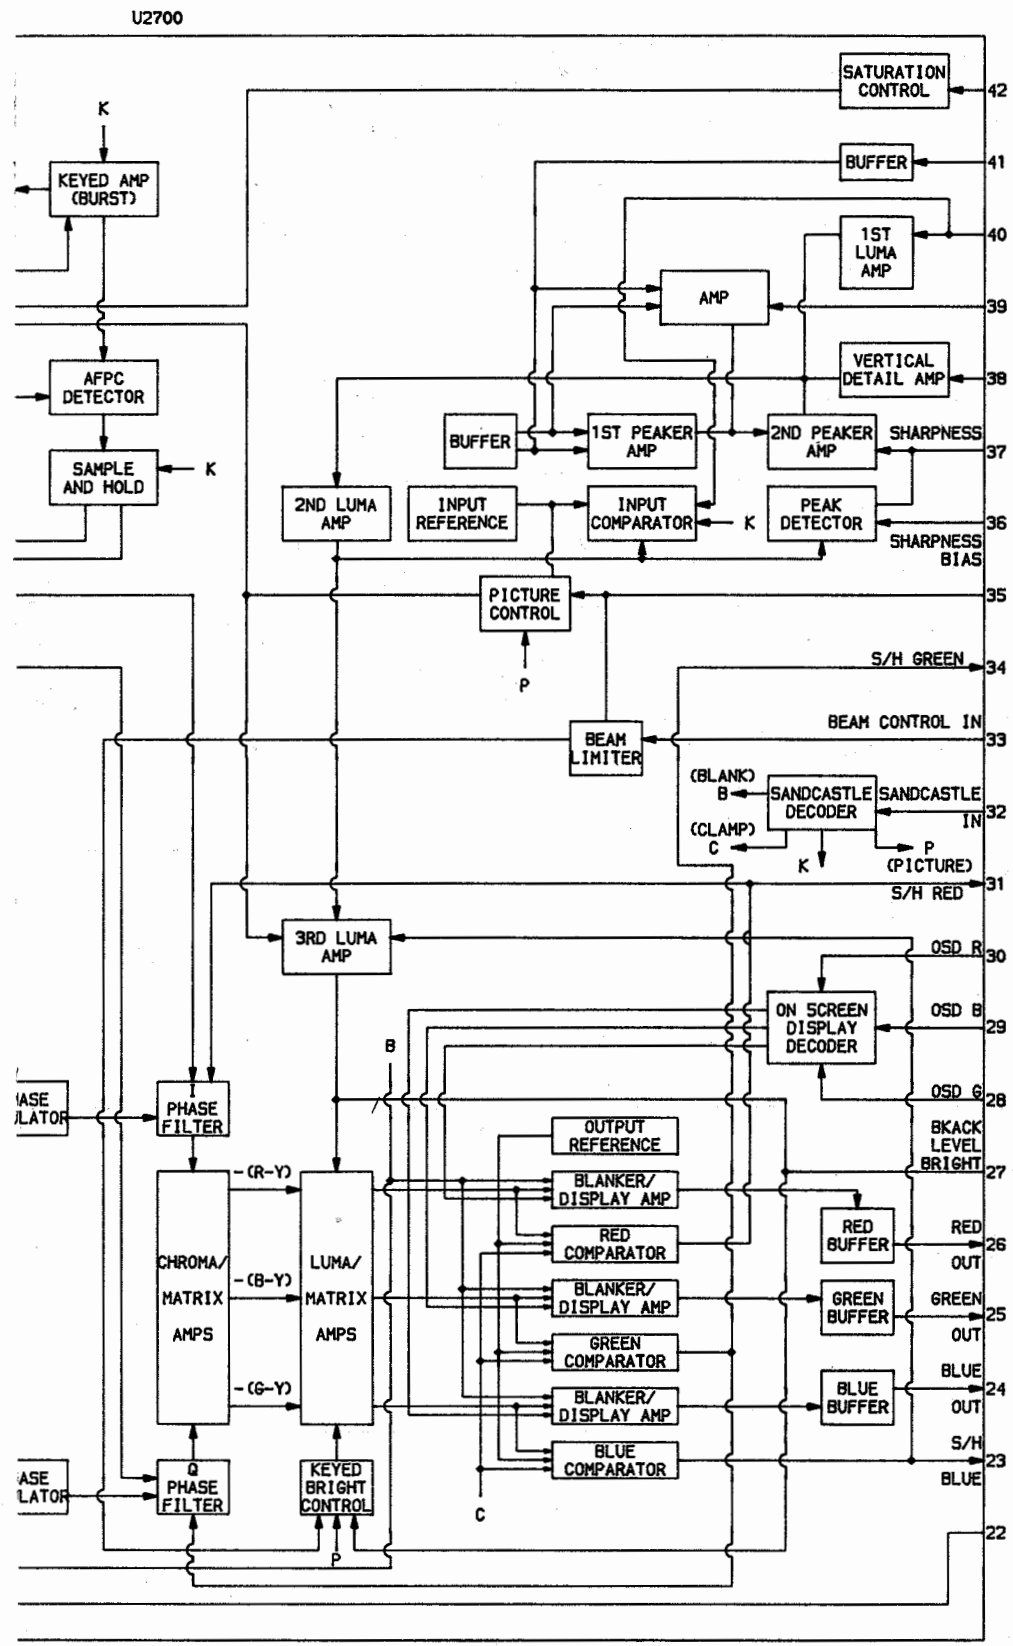 U2700
SATURATION
CONTROL
42
K
BUFFER
41
KEYED AMP
(BURST)
1ST
LUMA
AMP
40
AMP
39
AFPC
DETECTOR
VERTICAL
DETAIL AMP
38
BUFFER
1ST PEAKER
AMP
2ND PEAKER
AMP
SHARPNESS
37
SAMPLE
AND HOLD
K
2ND LUMA
AMP
INPUT
REFERENCE
INPUT
COMPARATOR
K
PEAK
DETECTOR
36
SHARPNESS
BIAS
PICTURE
CONTROL
35
P
S/H GREEN
34
BEAM CONTROL IN
33
BEAM
LIMITER
(BLANK)
B
SANDCASTLE
DECODER
SANDCASTLE
IN
32
(CLAMP)
C
K
P
(PICTURE)
31
S/H RED
3RD LUMA
AMP
OSD R
30
ON SCREEN
DISPLAY
DECODER
OSD B
29
B
OSD G
28
HASE
ULATOR
I
PHASE
FILTER
OUTPUT
REFERENCE
BKACK
LEVEL
BRIGHT
27
-(R-Y)
BLANKER/
DISPLAY AMP
RED
COMPARATOR
RED
BUFFER
RED
26
OUT
CHROMA/
MATRIX
AMPS
-(B-Y)
LUMA/
MATRIX
AMPS
BLANKER/
DISPLAY AMP
GREEN
BUFFER
GREEN
25
OUT
GREEN
COMPARATOR
-(G-Y)
BLANKER/
DISPLAY AMP
BLUE
BUFFER
BLUE
24
OUT
BLUE
COMPARATOR
S/H
23
BLUE
ASE
LATOR
Q
PHASE
FILTER
KEYED
BRIGHT
CONTROL
C
P
22